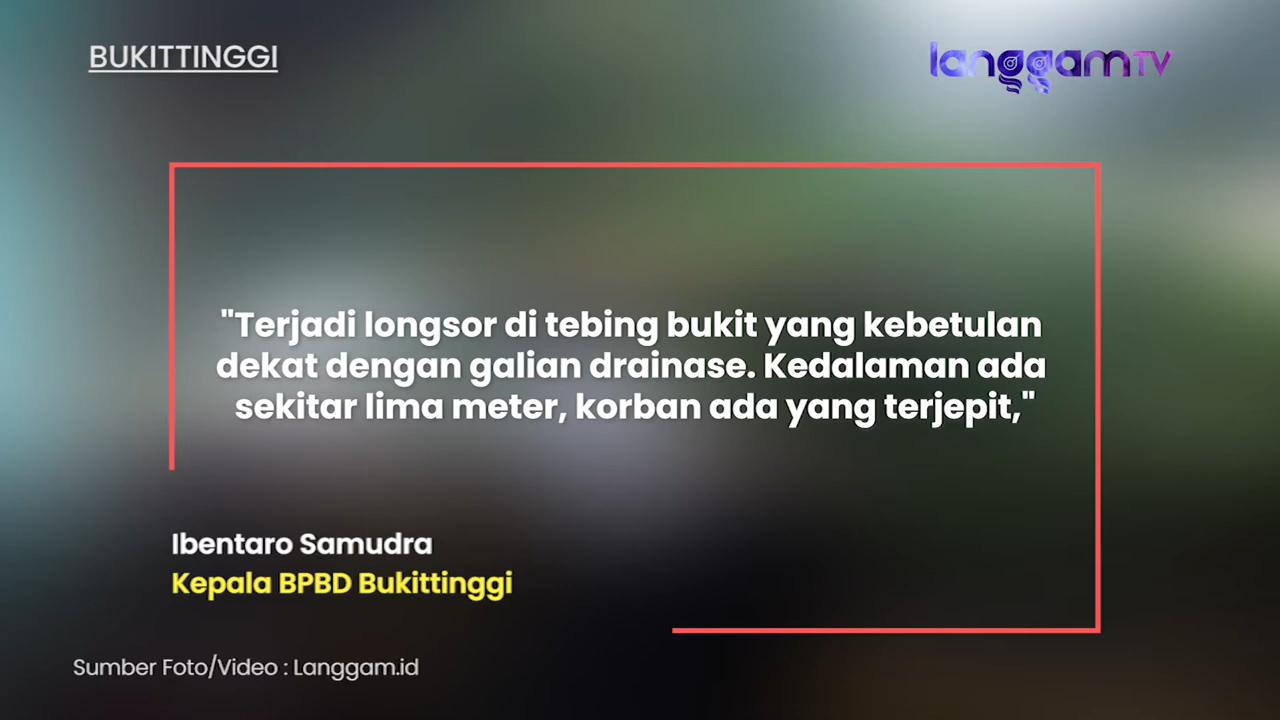 BUKITTINGGI
langgamTV
"Terjadi longsor di tebing bukit yang kebetulan
dekat dengan galian drainase. Kedalaman ada
sekitar lima meter, korban ada yang terjepit,"
Ibentaro Samudra
Kepala BPBD Bukittinggi
Sumber Foto/Video : Langgam.id